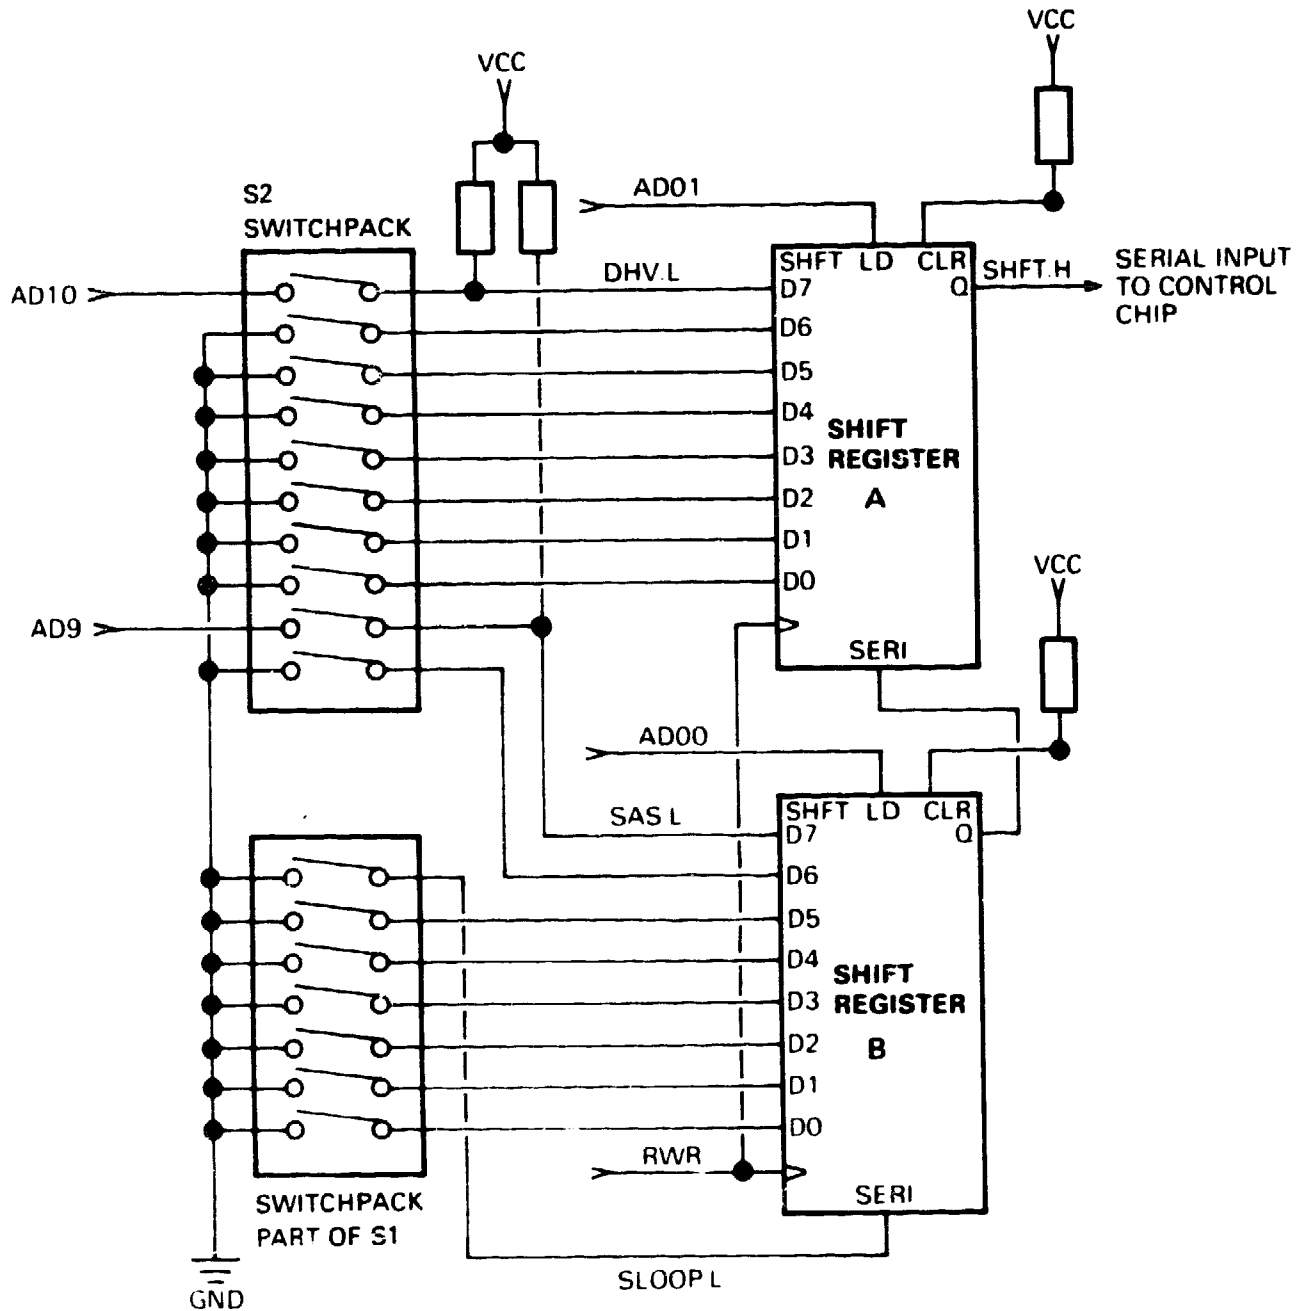 VCC
VCC
S2
SWITCHPACK
AD01
AD10
DHV.L
SHFT LD CLR
D7
Q
SHFT.H
SERIAL INPUT
TO CONTROL
CHIP
D6
D5
D4
SHIFT
REGISTER
A
D3
D2
D1
D0
VCC
AD9
SERI
AD00
SAS L
SHFT LD CLR
D7
Q
D6
D5
D4
SHIFT
REGISTER
B
D3
D2
D1
D0
RWR
SERI
SWITCHPACK
PART OF S1
SLOOP L
GND